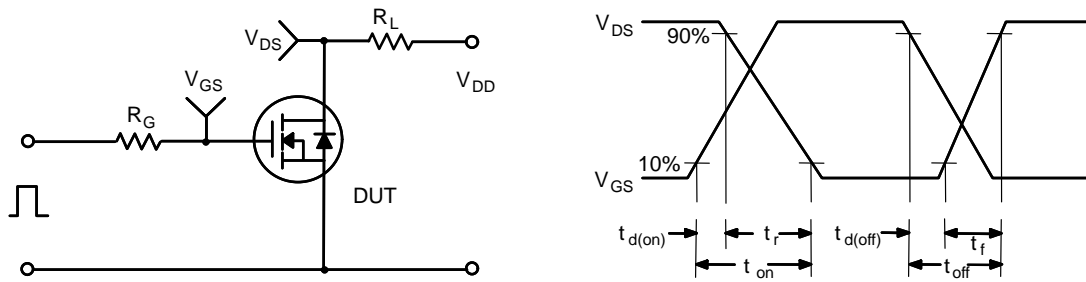 R_L
V_DS
V_DD
V_GS
R_G
DUT
V_DS
90%
10%
V_GS
t_d(on)
t_r
t_d(off)
t_f
t_on
t_off